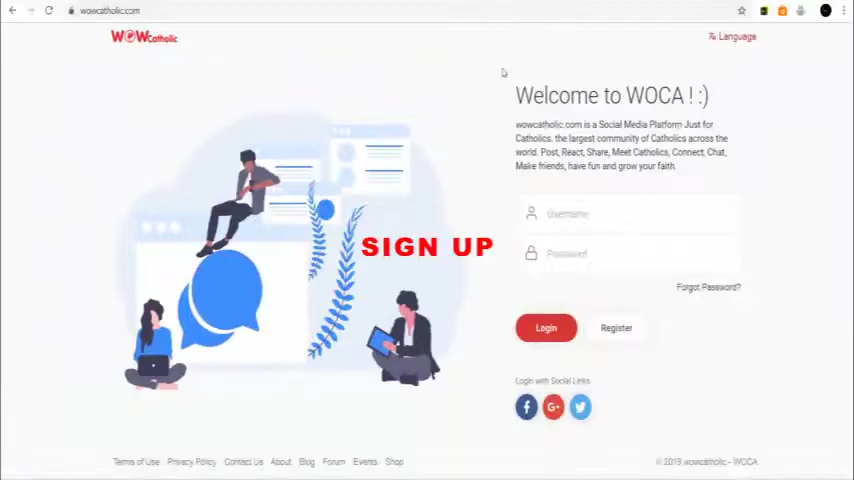 wowcatholic.com
WOWCatholic
Language
Welcome to WOCA ! :)
wowcatholic.com is a Social Media Platform Just for
Catholics. the largest community of Catholics across the
world. Post, React, Share, Meet Catholics, Connect, Chat,
Make friends, have fun and grow your faith.
Username
SIGN UP
Password
Forgot Password?
Login
Register
Login with Social Links
Terms of Use Privacy Policy Contact Us About Blog Forum Events Shop
© 2019 wowcatholic - WOCA